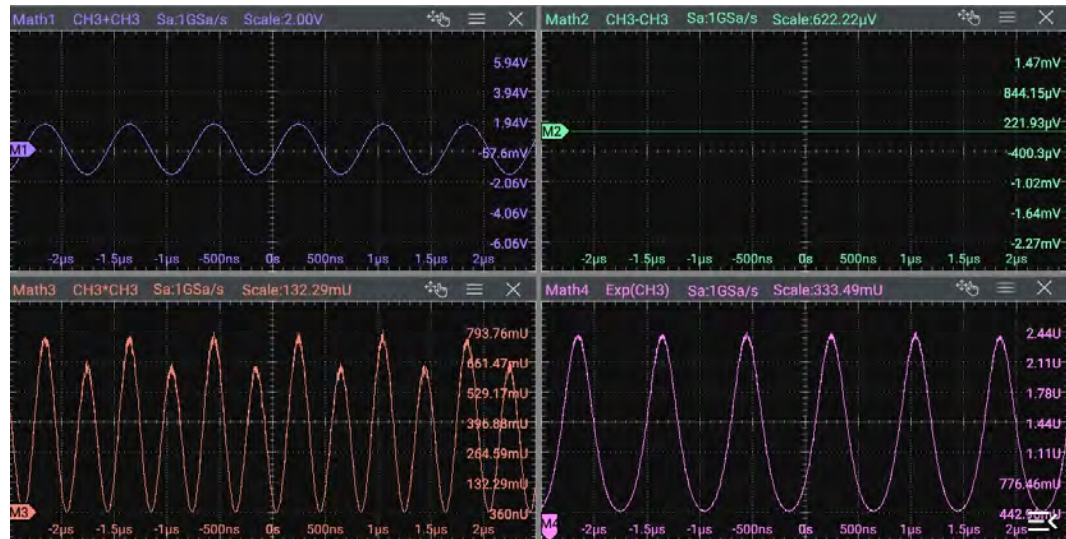 Math1 CH3+CH3 Sa:1GSa/s Scale:2.00V
5.94V
3.94V
1.94V
M1
-57.6mV
-2.06V
-4.06V
-6.06V
-2µs -1.5µs -1µs -500ns 0s 500ns 1µs 1.5µs 2µs
Math2 CH3-CH3 Sa:1GSa/s Scale:622.22µV
1.47mV
844.15µV
221.93µV
M2
-400.3µV
-1.02mV
-1.64mV
-2.27mV
-2µs -1.5µs -1µs -500ns 0s 500ns 1µs 1.5µs 2µs
Math3 CH3*CH3 Sa:1GSa/s Scale:132.29mU
793.76mU
661.47mU
529.17mU
396.88mU
264.59mU
132.29mU
M3
360nU
-2µs -1.5µs -1µs -500ns 0s 500ns 1µs 1.5µs 2µs
Math4 Exp(CH3) Sa:1GSa/s Scale:333.49mU
2.44U
2.11U
1.78U
1.44U
1.11U
776.46mU
M4
-2µs -1.5µs -1µs -500ns 0s 500ns 1µs 1.5µs 2µs